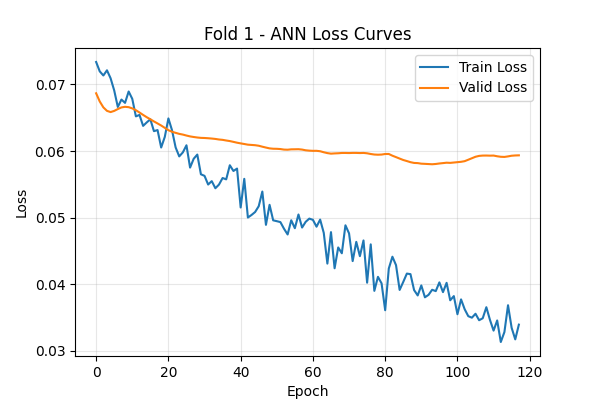 Fold 1 - ANN Loss Curves
Train Loss
Valid Loss
0.07
0.06
0.05
0.04
0.03
Loss
0 20 40 60 80 100 120
Epoch